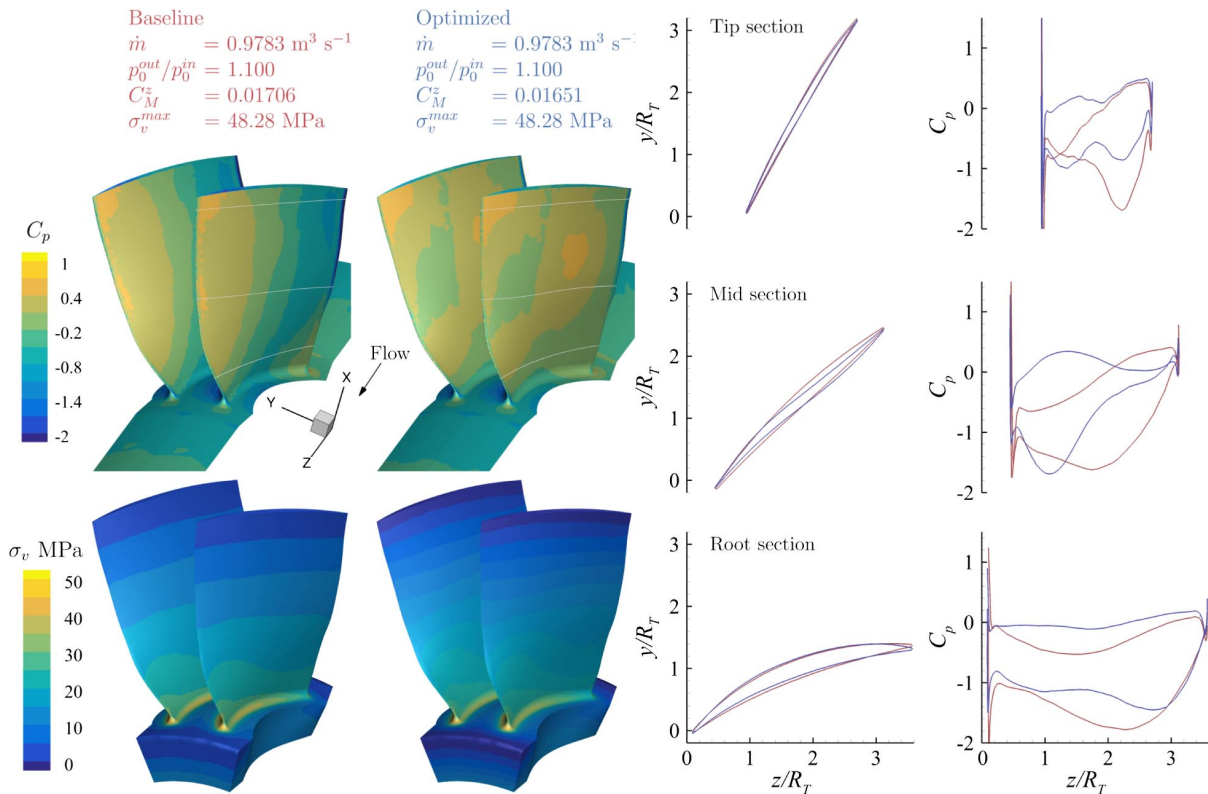 Baseline
ṁ = 0.9783 m³ s⁻¹
p₀ᵒᵘᵗ/p₀ⁱⁿ = 1.100
C_M^z = 0.01706
σ_v^max = 48.28 MPa
Optimized
ṁ = 0.9783 m³ s⁻
p₀ᵒᵘᵗ/p₀ⁱⁿ = 1.100
C_M^z = 0.01651
σ_v^max = 48.28 MPa
C_p
1
0.4
-0.2
-0.8
-1.4
-2
Flow
X
Y
Z
σ_v MPa
50
40
30
20
10
0
Tip section
y/R_T
3
2
1
0
C_p
1
0
-1
-2
Mid section
y/R_T
3
2
1
0
C_p
1
0
-1
-2
Root section
y/R_T
3
2
1
0
0 1 2 3
z/R_T
C_p
1
0
-1
-2
0 1 2 3
z/R_T